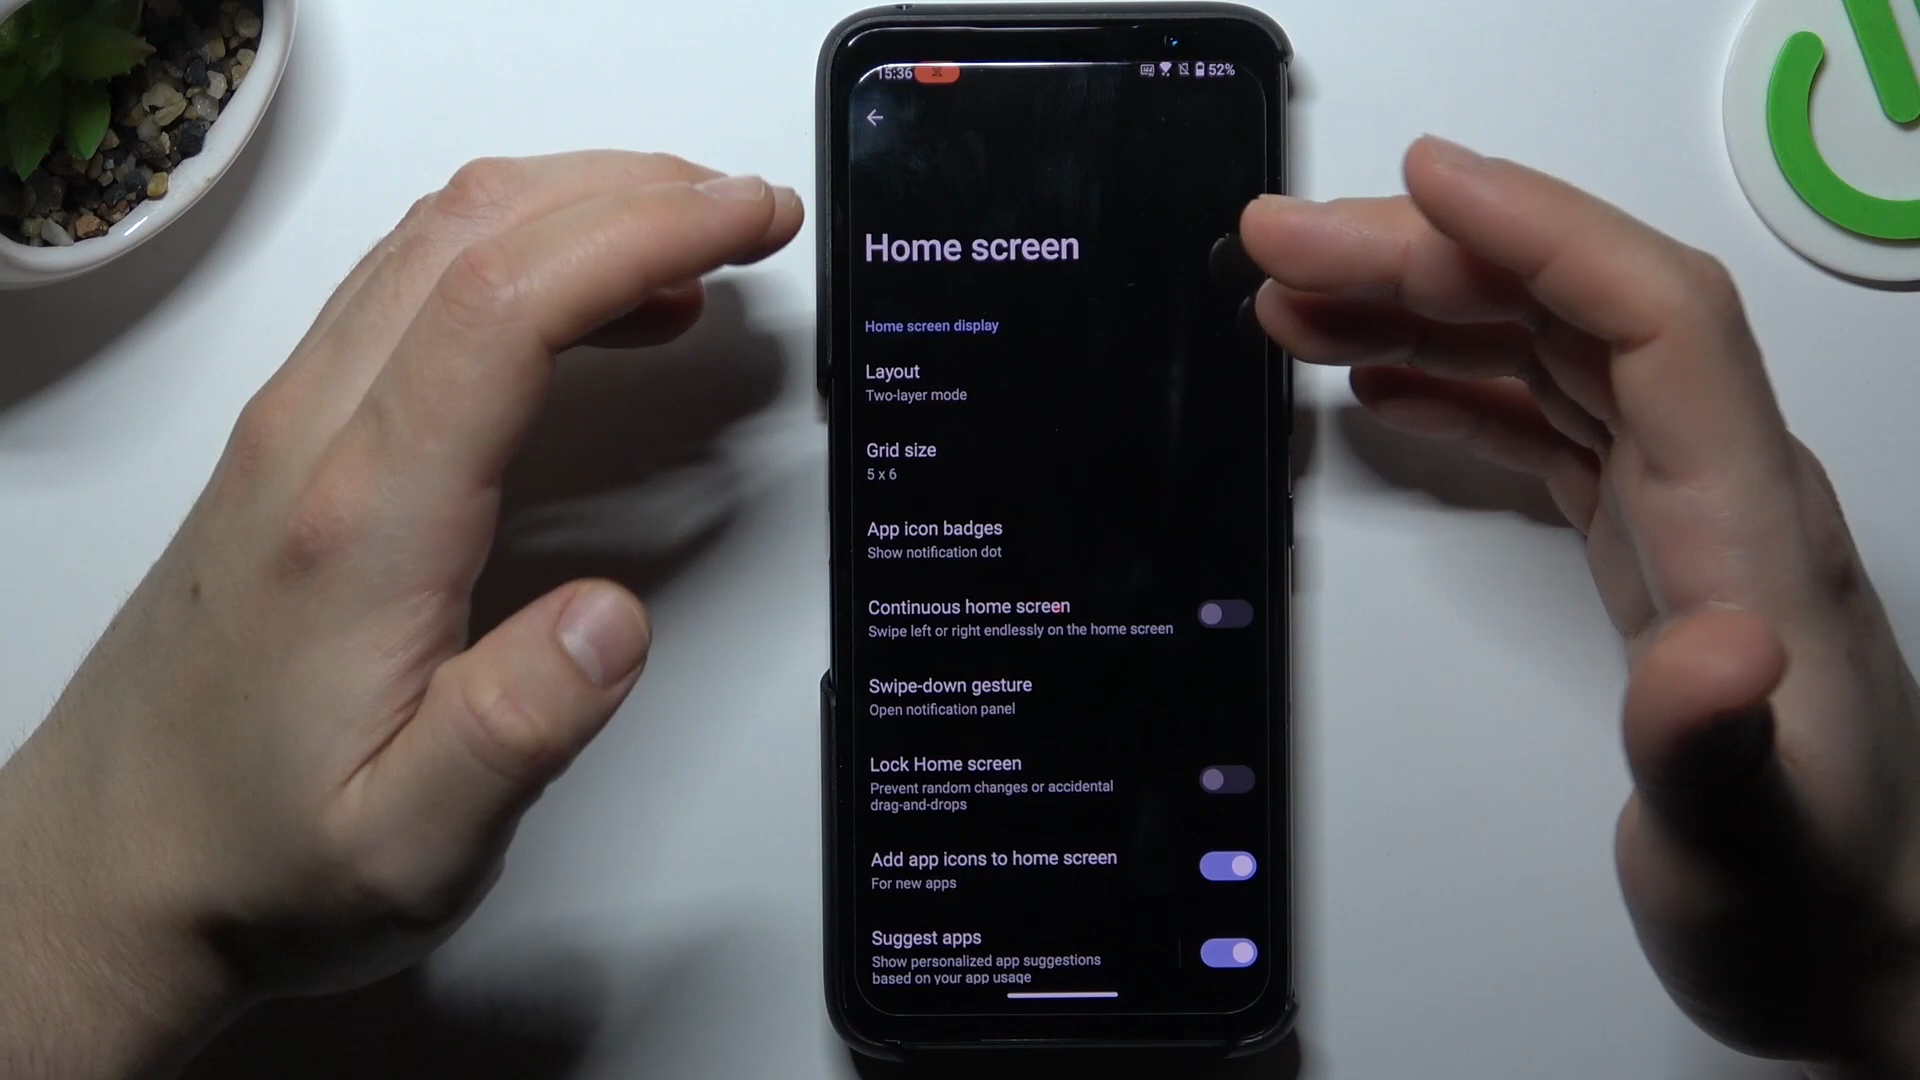 15:36
52%
Home screen
Home screen display
Layout
Two-layer mode
Grid size
5 x 6
App icon badges
Show notification dot
Continuous home screen
Swipe left or right endlessly on the home screen
Swipe-down gesture
Open notification panel
Lock Home screen
Prevent random changes or accidental
drag-and-drops
Add app icons to home screen
For new apps
Suggest apps
Show personalized app suggestions
based on your app usage